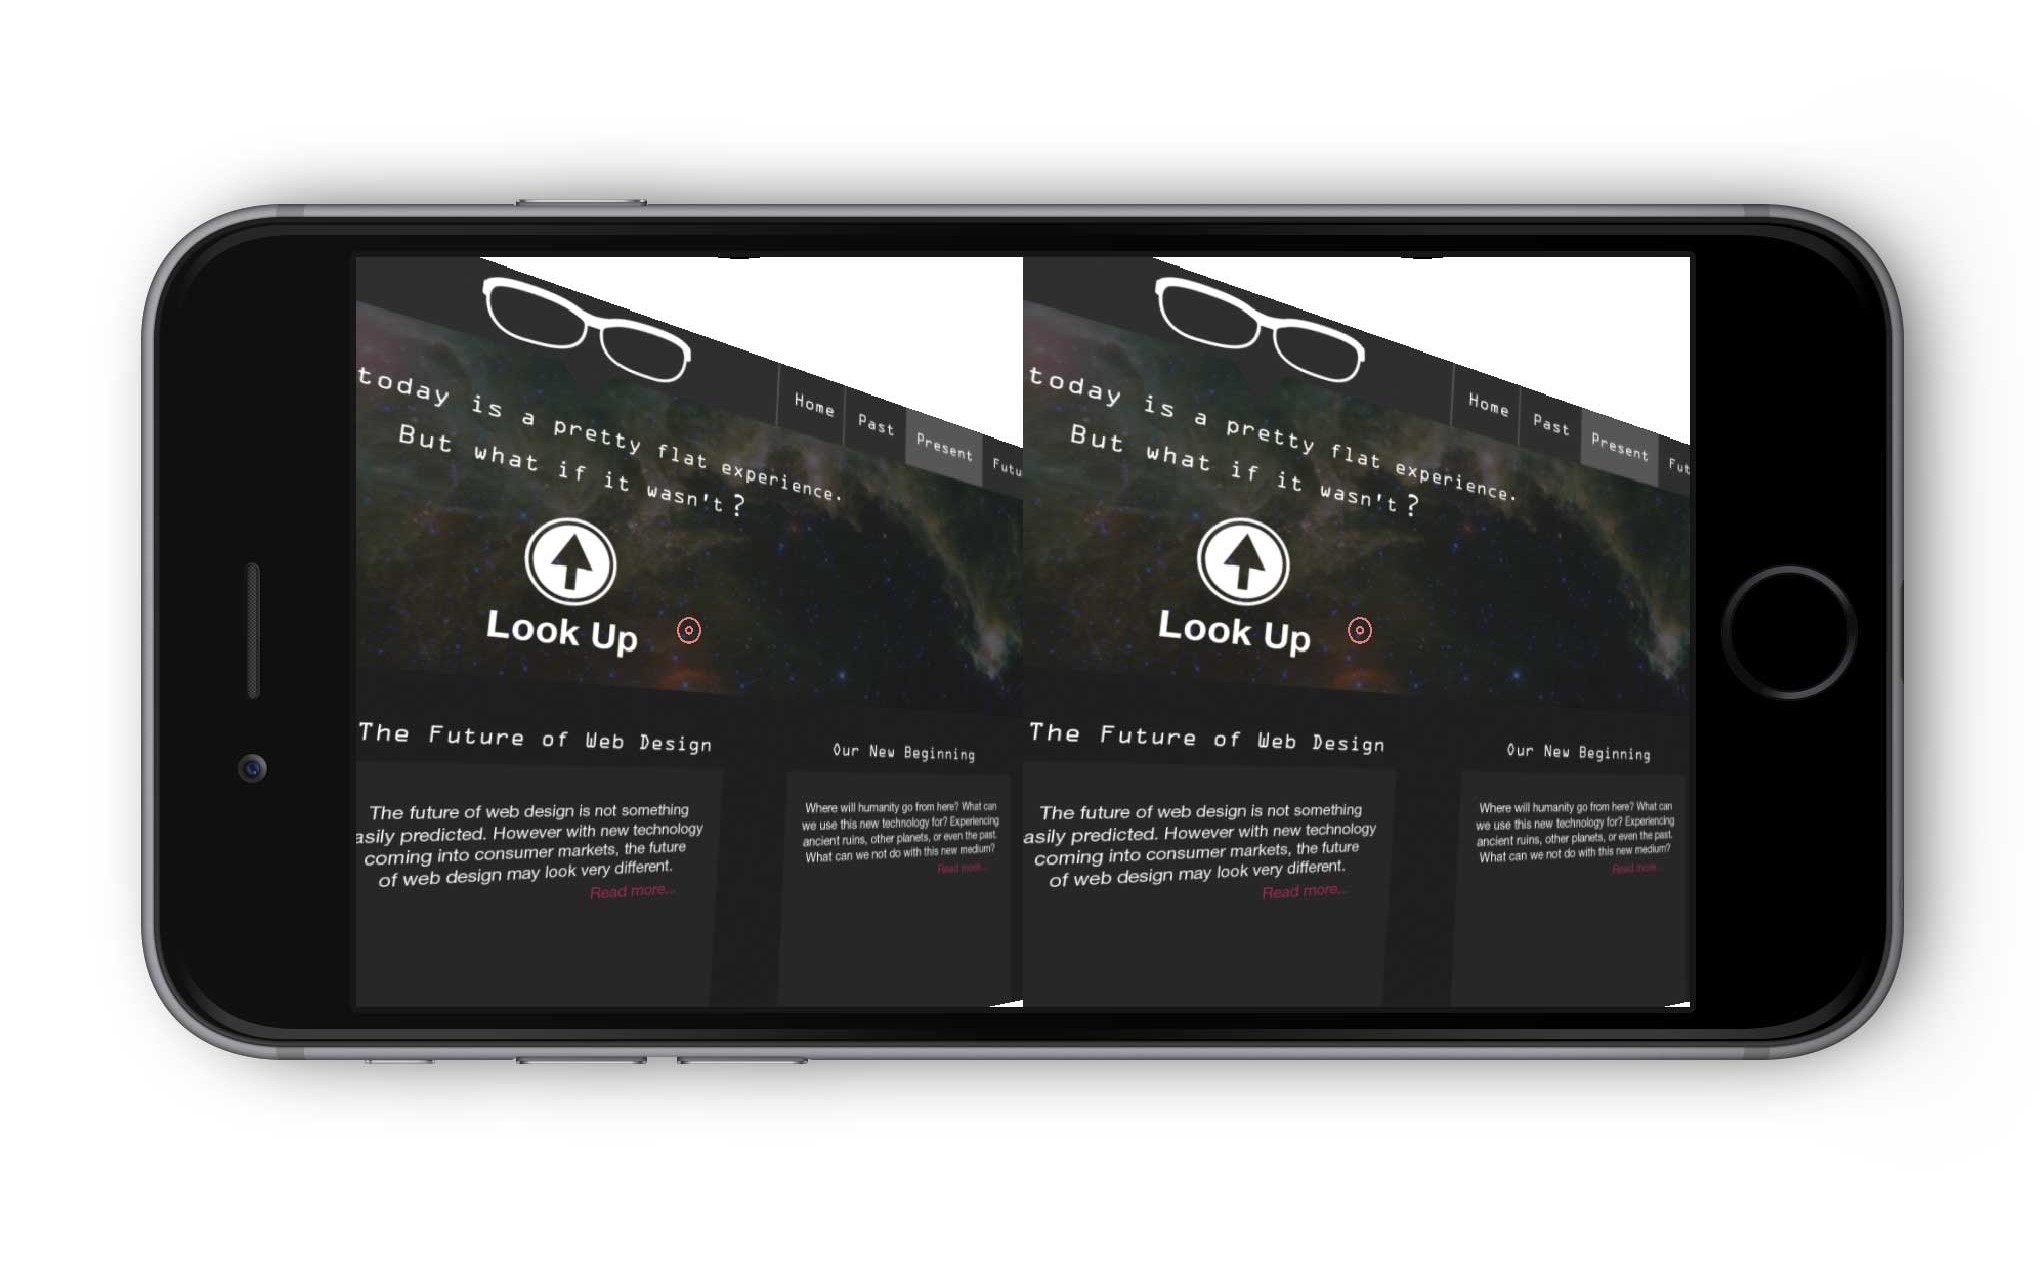 Home
Past
Present
Futu
today is a pretty flat experience.
But what if it wasn't?
Look Up
The Future of Web Design
The future of web design is not something
asily predicted. However with new technology
coming into consumer markets, the future
of web design may look very different.
Read more...
Our New Beginning
Where will humanity go from here? What can
we use this new technology for? Experiencing
ancient ruins, other planets, or even the past.
What can we not do with this new medium?
Read more...
Home
Past
Present
Fut
today is a pretty flat experience.
But what if it wasn't?
Look Up
The Future of Web Design
The future of web design is not something
asily predicted. However with new technology
coming into consumer markets, the future
of web design may look very different.
Read more...
Our New Beginning
Where will humanity go from here? What can
we use this new technology for? Experiencing
ancient ruins, other planets, or even the past.
What can we not do with this new medium?
Read more...